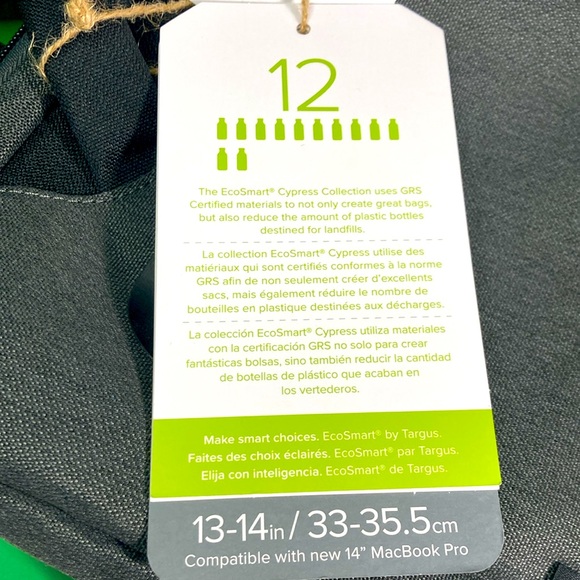 12
The EcoSmart® Cypress Collection uses GRS
Certified materials to not only create great bags,
but also reduce the amount of plastic bottles
destined for landfills.
La collection EcoSmart® Cypress utilise des
matiériaux qui sont certifiés conformes à la norme
GRS afin de non seulement créer d'excellents
sacs, mais également réduire le nombre de
bouteilles en plastique destinées aux décharges.
La colección EcoSmart® Cypress utiliza materiales
con la certificación GRS no solo para crear
fantásticas bolsas, sino también reducir la cantidad
de botellas de plástico que acaban en
los vertederos.
Make smart choices. EcoSmart® by Targus.
Faites des choix éclairés. EcoSmart® par Targus.
Elija con inteligencia. EcoSmart® de Targus.
13-14in / 33-35.5cm
Compatible with new 14" MacBook Pro